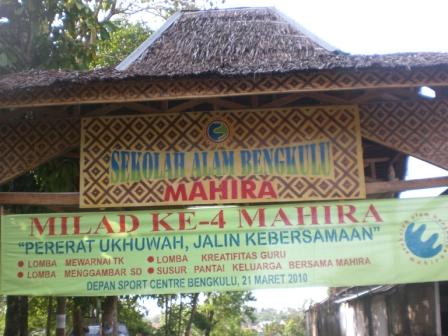 SEKOLAH ALAM BENGKULU
MAHIRA
MILAD KE-4 MAHIRA
"PERERAT UKHUWAH, JALIN KEBERSAMAAN"
• LOMBA MEWARNAI TK • LOMBA KREATIFITAS GURU
• LOMBA MENGGAMBAR SD • SUSUR PANTAI KELUARGA BERSAMA MAHIRA
DEPAN SPORT CENTRE BENGKULU, 21 MARET 2010